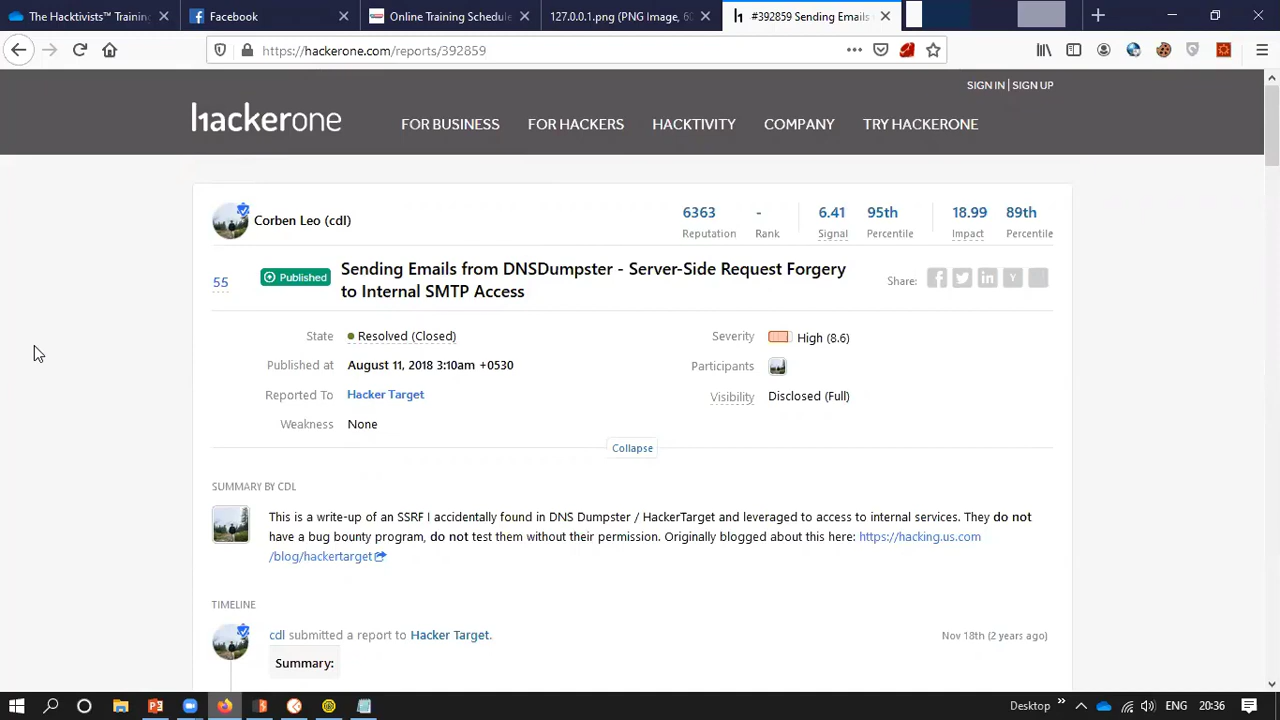 The Hacktivists™ Training
Facebook
Online Training Schedule
127.0.0.1.png (PNG Image, 60
#392859 Sending Emails
https://hackerone.com/reports/392859
SIGN IN | SIGN UP
hackerone
FOR BUSINESS
FOR HACKERS
HACKTIVITY
COMPANY
TRY HACKERONE
Corben Leo (cdl)
6363
Reputation
-
Rank
6.41
Signal
95th
Percentile
18.99
Impact
89th
Percentile
55
Published
Sending Emails from DNSDumpster - Server-Side Request Forgery
to Internal SMTP Access
Share:
State
Resolved (Closed)
Severity
High (8.6)
Published at
August 11, 2018 3:10am +0530
Participants
Reported To
Hacker Target
Visibility
Disclosed (Full)
Weakness
None
Collapse
SUMMARY BY CDL
This is a write-up of an SSRF I accidentally found in DNS Dumpster / HackerTarget and leveraged to access to internal services. They do not
have a bug bounty program, do not test them without their permission. Originally blogged about this here: https://hacking.us.com
/blog/hackertarget
TIMELINE
cdl submitted a report to Hacker Target.
Nov 18th (2 years ago)
Summary:
Desktop
ENG
20:36